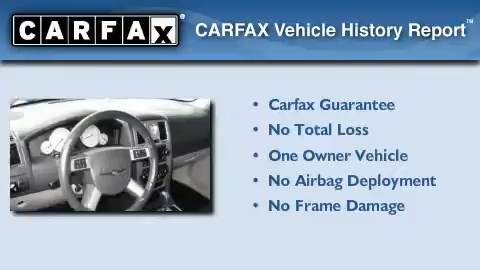 CARFAX®
CARFAX Vehicle History Report™
• Carfax Guarantee
• No Total Loss
• One Owner Vehicle
• No Airbag Deployment
• No Frame Damage